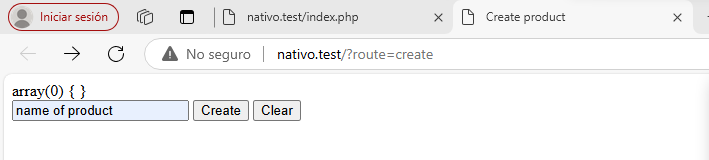 Iniciar sesión
nativo.test/index.php
Create product
No seguro
nativo.test/?route=create
array(0) { }
name of product
Create
Clear